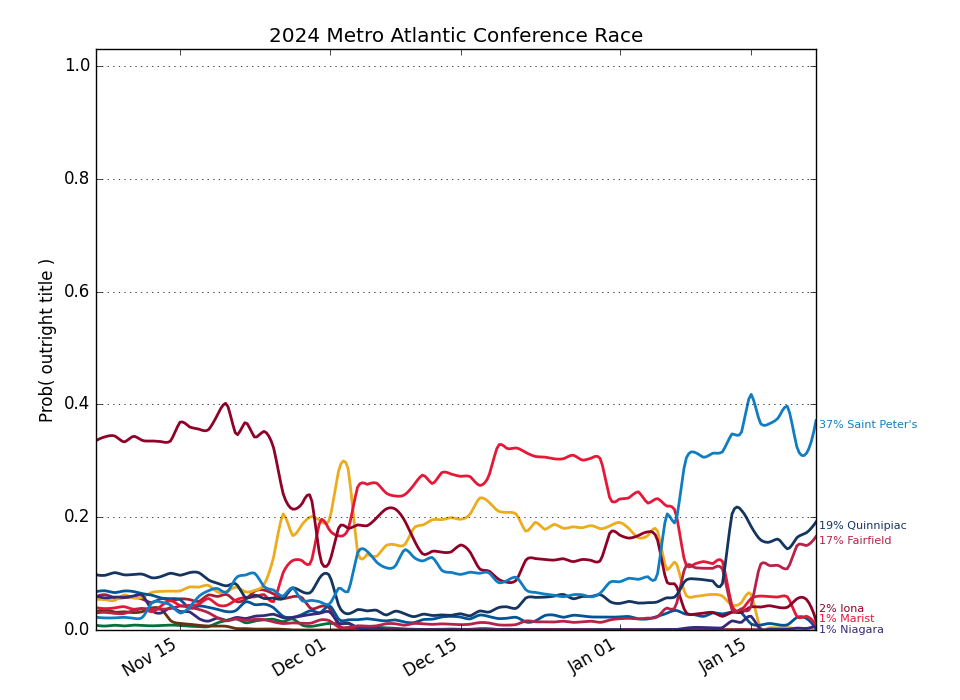 2024 Metro Atlantic Conference Race
Prob( outright title )
1.0
0.8
0.6
0.4
0.2
0.0
Nov 15
Dec 01
Dec 15
Jan 01
Jan 15
37% Saint Peter's
19% Quinnipiac
17% Fairfield
2% Iona
1% Marist
1% Niagara